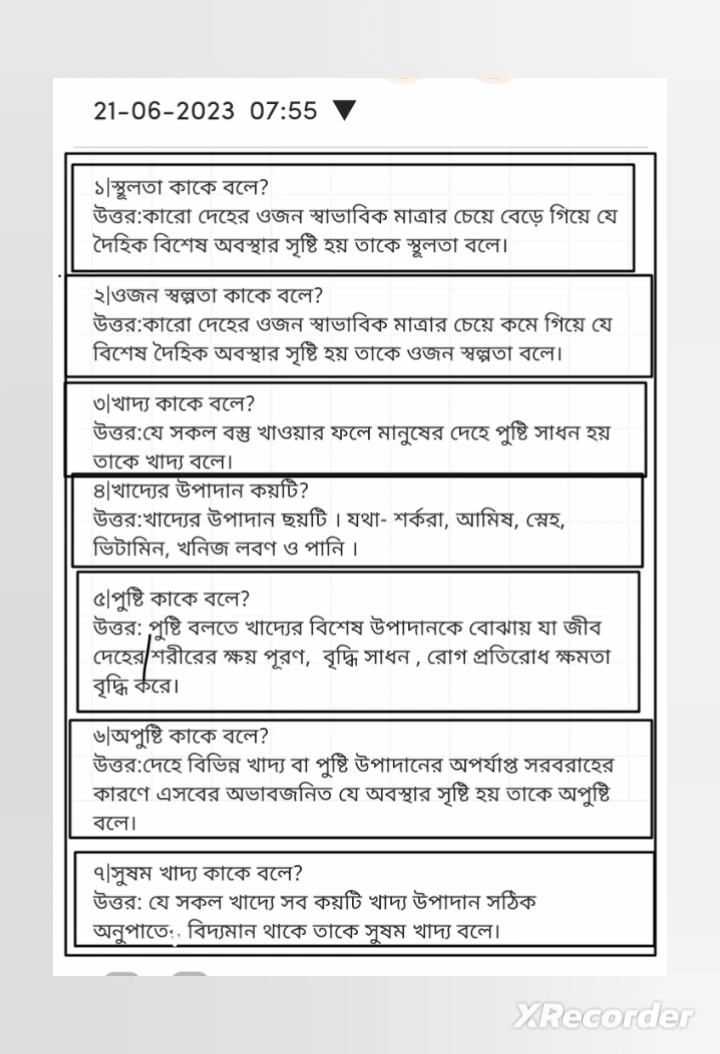 21-06-2023 07:55
১|স্থূলতা কাকে বলে?
উত্তর:কারো দেহের ওজন স্বাভাবিক মাত্রার চেয়ে বেড়ে গিয়ে যে
দৈহিক বিশেষ অবস্থার সৃষ্টি হয় তাকে স্থূলতা বলে।
২|ওজন স্বল্পতা কাকে বলে?
উত্তর:কারো দেহের ওজন স্বাভাবিক মাত্রার চেয়ে কমে গিয়ে যে
বিশেষ দৈহিক অবস্থার সৃষ্টি হয় তাকে ওজন স্বল্পতা বলে।
৩|খাদ্য কাকে বলে?
উত্তর:যে সকল বস্তু খাওয়ার ফলে মানুষের দেহে পুষ্টি সাধন হয়
তাকে খাদ্য বলে।
৪|খাদ্যের উপাদান কয়টি?
উত্তর:খাদ্যের উপাদান ছয়টি । যথা- শর্করা, আমিষ, স্নেহ,
ভিটামিন, খনিজ লবণ ও পানি ।
৫|পুষ্টি কাকে বলে?
উত্তর: পুষ্টি বলতে খাদ্যের বিশেষ উপাদানকে বোঝায় যা জীব
দেহের শরীরের ক্ষয় পূরণ, বৃদ্ধি সাধন , রোগ প্রতিরোধ ক্ষমতা
বৃদ্ধি করে।
৬|অপুষ্টি কাকে বলে?
উত্তর:দেহে বিভিন্ন খাদ্য বা পুষ্টি উপাদানের অপর্যাপ্ত সরবরাহের
কারণে এসবের অভাবজনিত যে অবস্থার সৃষ্টি হয় তাকে অপুষ্টি
বলে।
৭|সুষম খাদ্য কাকে বলে?
উত্তর: যে সকল খাদ্যে সব কয়টি খাদ্য উপাদান সঠিক
অনুপাতে বিদ্যমান থাকে তাকে সুষম খাদ্য বলে।
XRecorder